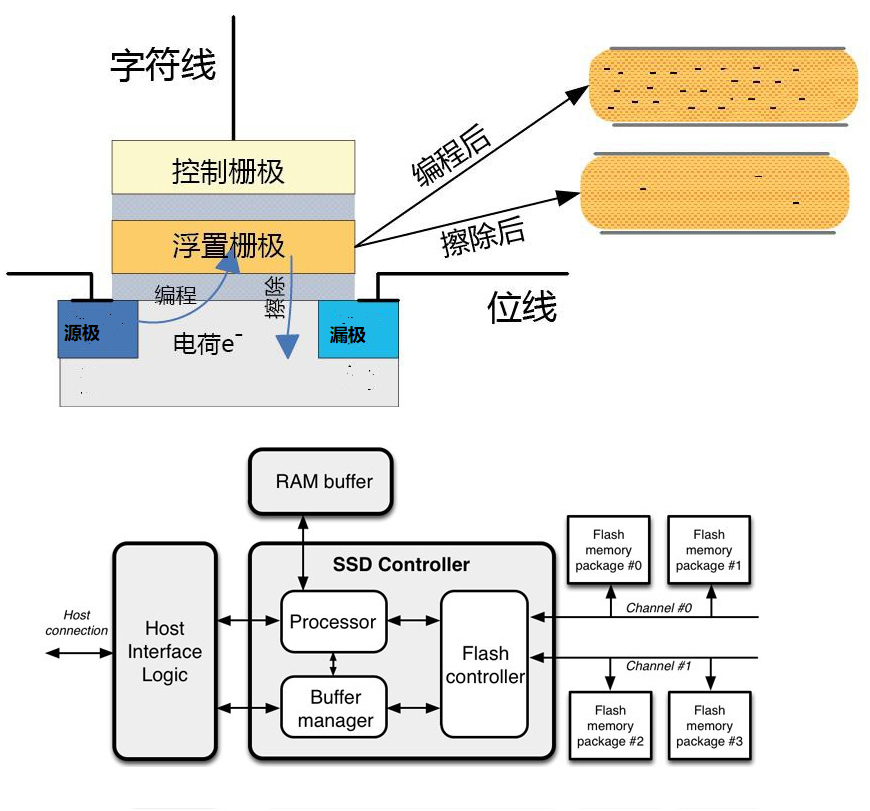 字符线
控制栅极
浮置栅极
编程后
擦除后
编程
擦除
位线
源极
电荷e-
漏极
RAM buffer
SSD Controller
Host
connection
Host
Interface
Logic
Processor
Buffer
manager
Flash
controller
Flash
memory
package #0
Flash
memory
package #1
Channel #0
Channel #1
Flash
memory
package #2
Flash
memory
package #3